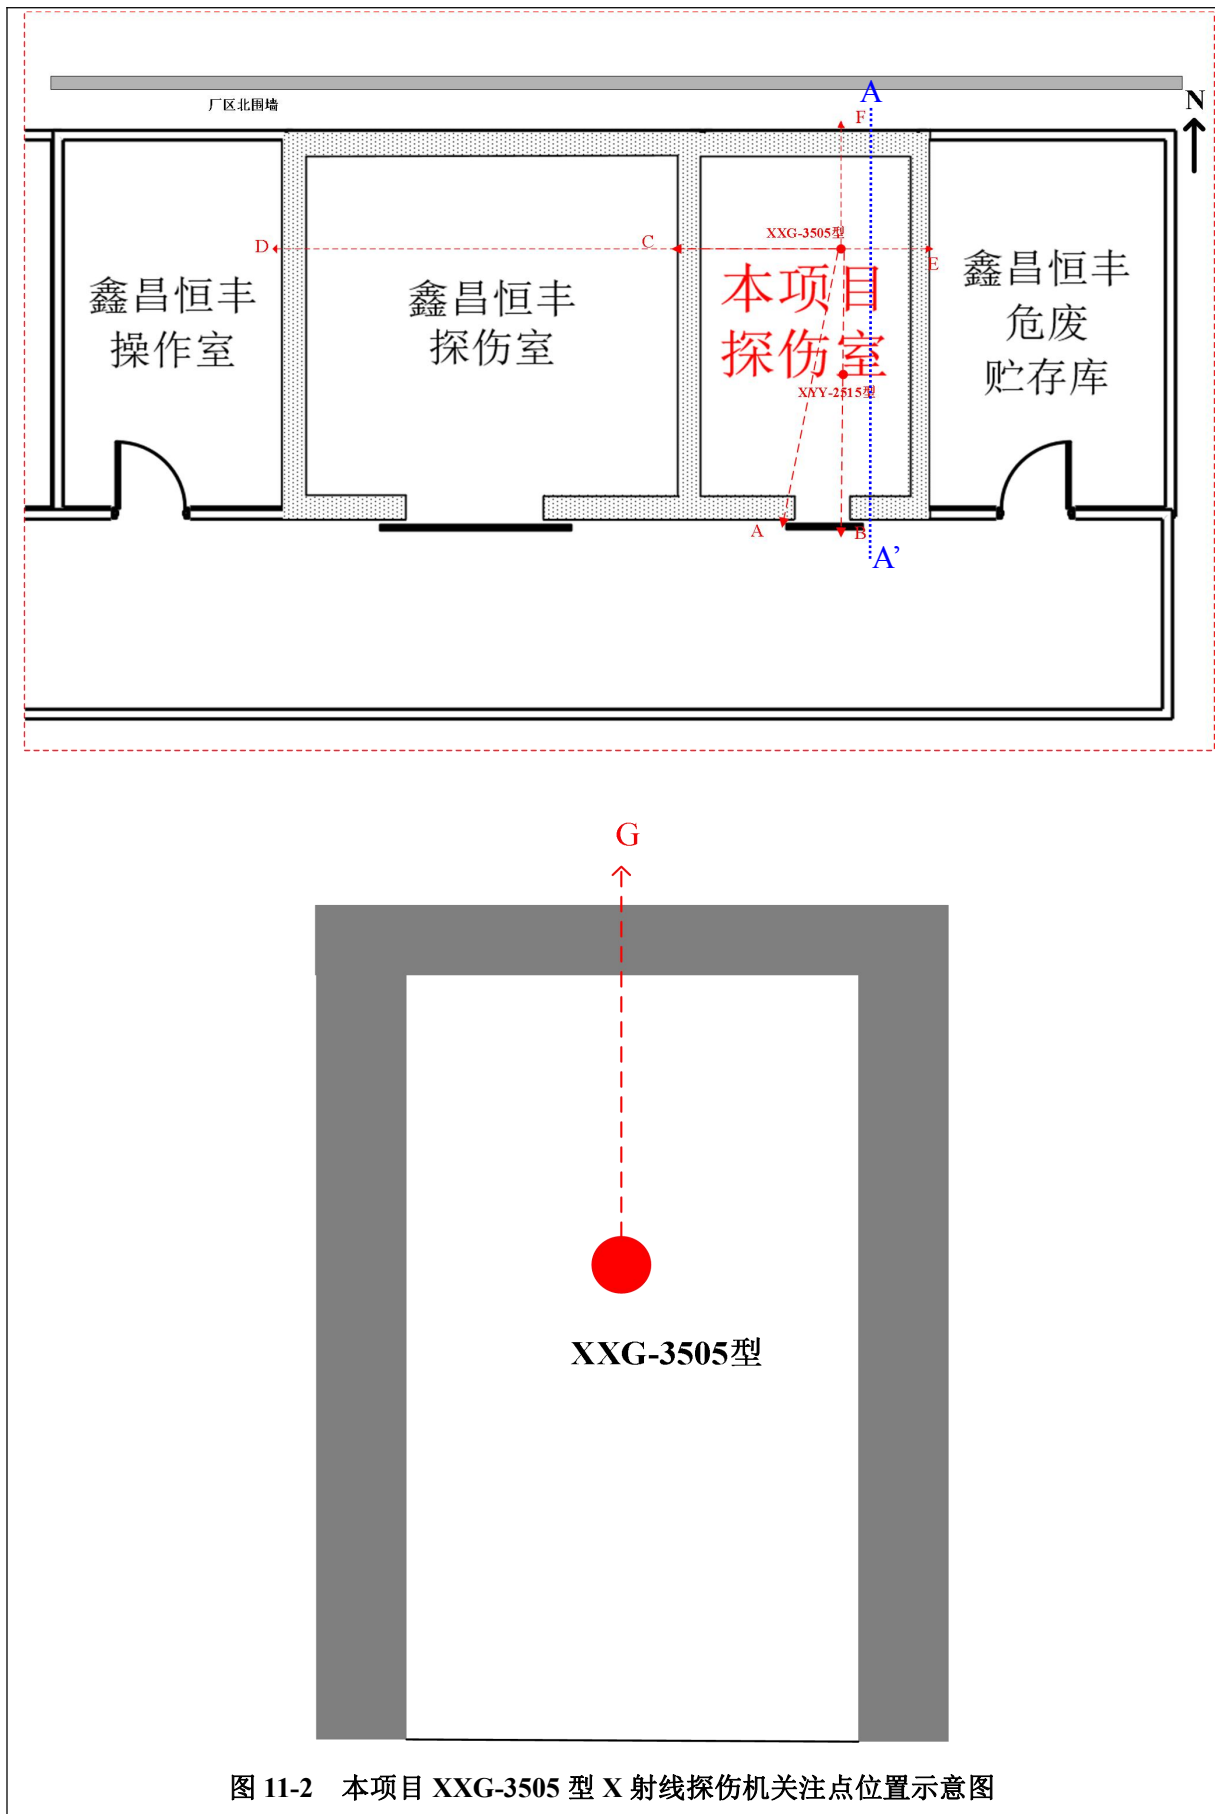 A
厂区北围墙
N
F
XXG-3505型
D
C
E
鑫昌恒丰
操作室
鑫昌恒丰
探伤室
本项目
探伤室
鑫昌恒丰
危废
贮存库
XYY-2515型
A
B
A’
G
XXG-3505型
图 11-2 本项目 XXG-3505 型 X 射线探伤机关注点位置示意图